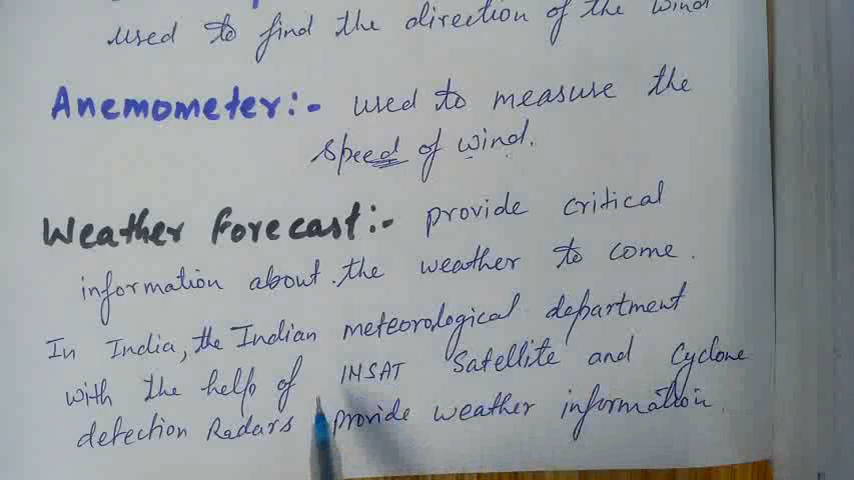 used to find the direction of the wind
Anemometer:- used to measure the
speed of wind.
Weather Forecast:- provide critical
information about the weather to come.
In India, the Indian meteorological department
with the help of INSAT Satellite and Cyclone
detection Radars provide weather information